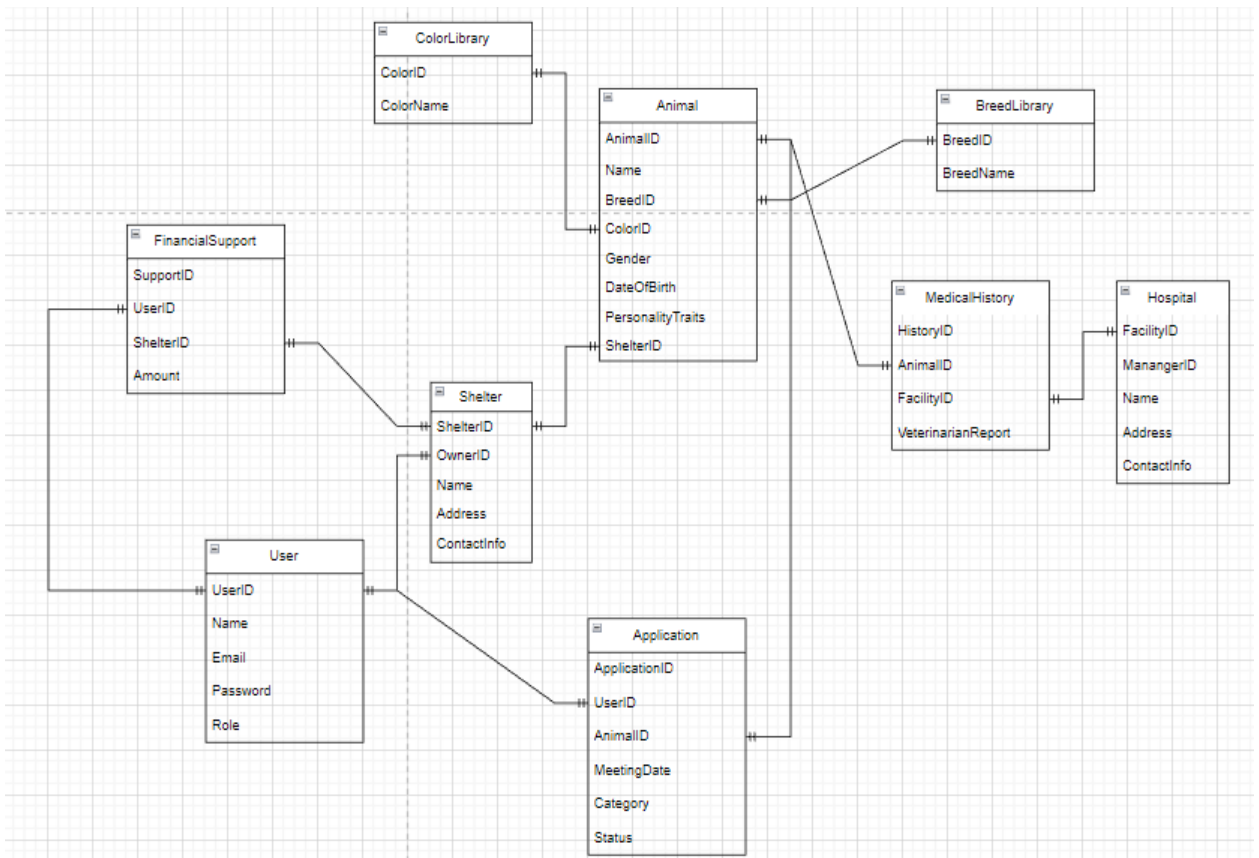 ColorLibrary
ColorID
ColorName
Animal
AnimalID
Name
BreedID
ColorID
Gender
DateOfBirth
PersonalityTraits
ShelterID
BreedLibrary
BreedID
BreedName
FinancialSupport
SupportID
UserID
ShelterID
Amount
MedicalHistory
HistoryID
AnimalID
FacilityID
VeterinarianReport
Hospital
FacilityID
ManangerID
Name
Address
ContactInfo
Shelter
ShelterID
OwnerID
Name
Address
ContactInfo
User
UserID
Name
Email
Password
Role
Application
ApplicationID
UserID
AnimalID
MeetingDate
Category
Status